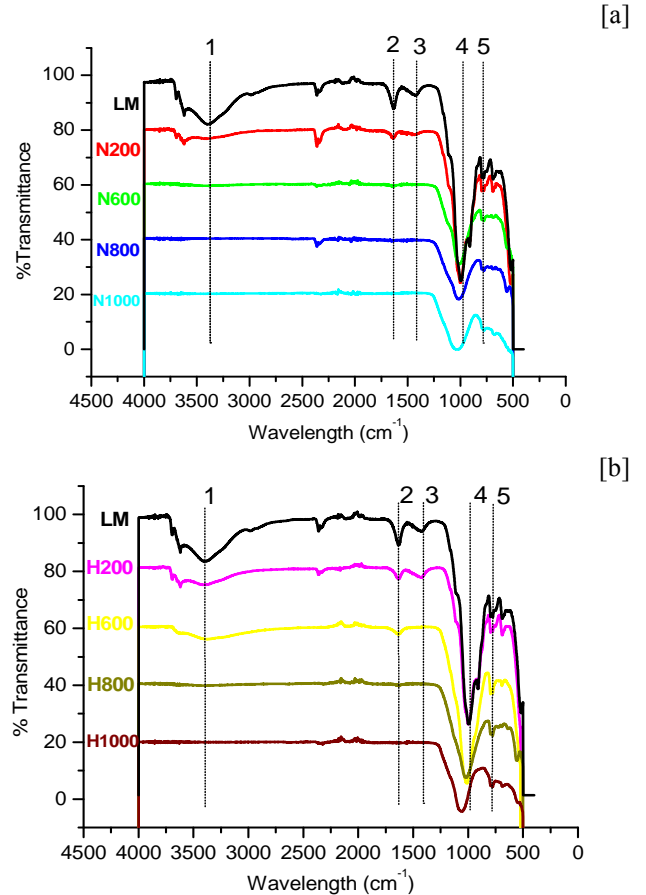 [a]
1 2 3 4 5
100
LM
80
N200
60
N600
40
N800
20
N1000
0
%Transmittance
4500 4000 3500 3000 2500 2000 1500 1000 500 0
Wavelength (cm-1)
[b]
1 2 3 4 5
LM
100
H200
80
H600
60
H800
40
H1000
20
0
% Transmittance
4500 4000 3500 3000 2500 2000 1500 1000 500 0
Wavelength (cm-1)